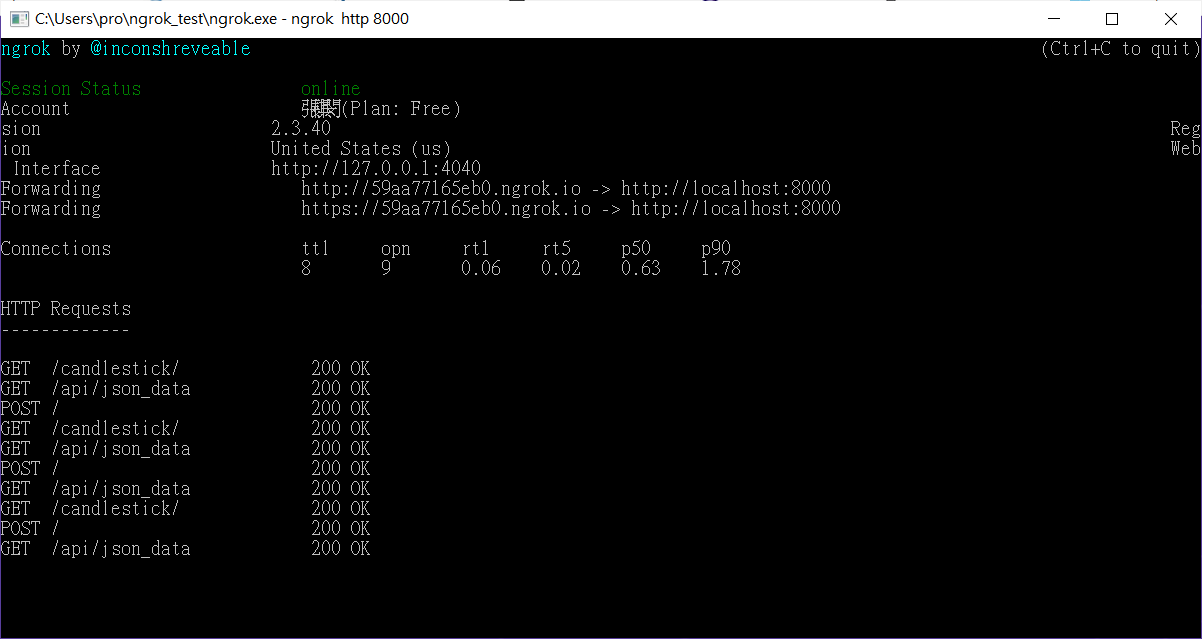 C:\Users\pro\ngrok_test\ngrok.exe - ngrok  http 8000
ngrok by @inconshreveable (Ctrl+C to quit)
Session Status online
Account (Plan: Free)
sion 2.3.40 Reg
ion United States (us) Web
Interface http://127.0.0.1:4040
Forwarding http://59aa77165eb0.ngrok.io -> http://localhost:8000
Forwarding https://59aa77165eb0.ngrok.io -> http://localhost:8000
Connections ttl opn rt1 rt5 p50 p90
8 9 0.06 0.02 0.63 1.78
HTTP Requests
-------------
GET /candlestick/ 200 OK
GET /api/json_data 200 OK
POST / 200 OK
GET /candlestick/ 200 OK
GET /api/json_data 200 OK
POST / 200 OK
GET /api/json_data 200 OK
GET /candlestick/ 200 OK
POST / 200 OK
GET /api/json_data 200 OK